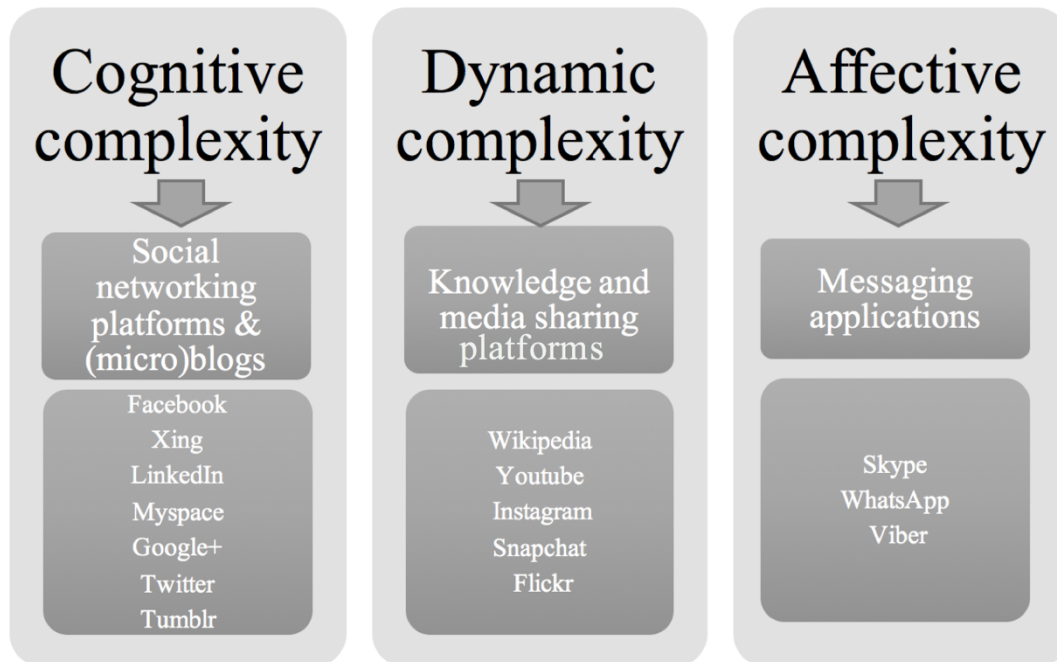 Cognitive
complexity
Social
networking
platforms &
(micro)blogs
Facebook
Xing
LinkedIn
Myspace
Google+
Twitter
Tumblr
Dynamic
complexity
Knowledge and
media sharing
platforms
Wikipedia
Youtube
Instagram
Snapchat
Flickr
Affective
complexity
Messaging
applications
Skype
WhatsApp
Viber